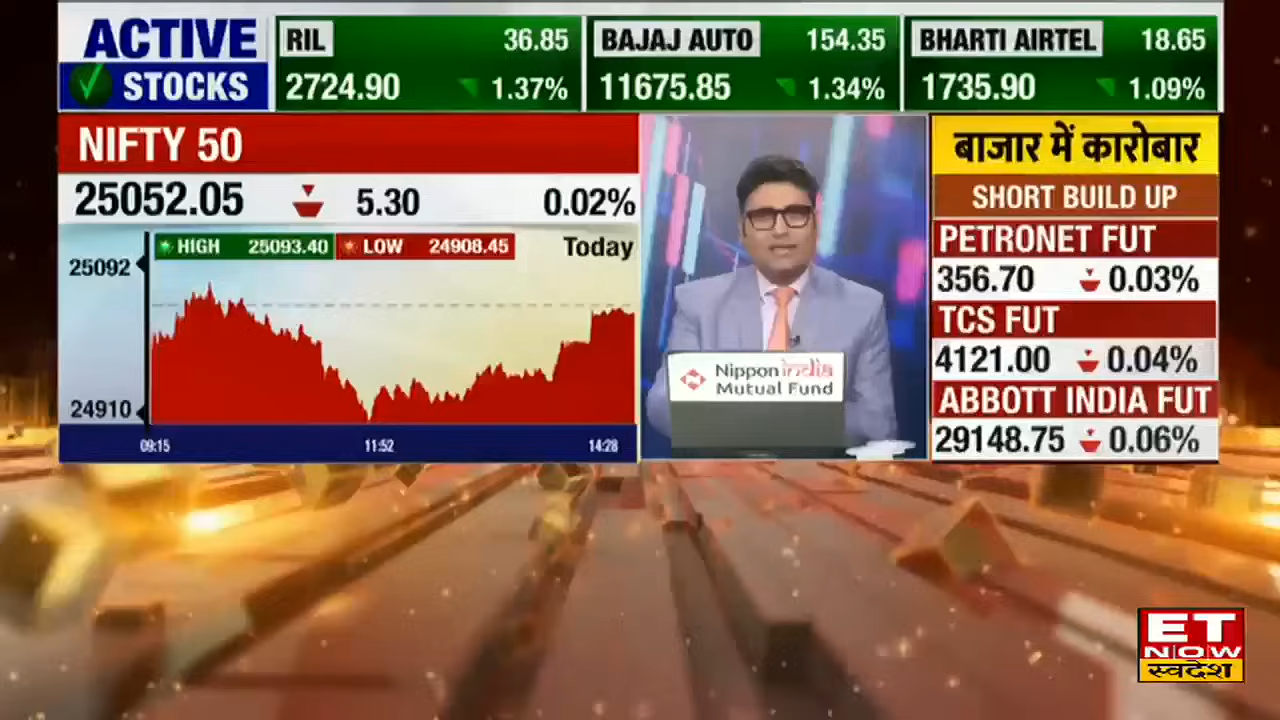 ACTIVE
STOCKS
RIL 36.85
2724.90 1.37%
BAJAJ AUTO 154.35
11675.85 1.34%
BHARTI AIRTEL 18.65
1735.90 1.09%
NIFTY 50
25052.05 5.30 0.02%
HIGH 25093.40 LOW 24908.45 Today
25092
24910
09:15 11:52 14:28
Nippon india
Mutual Fund
बाजार में कारोबार
SHORT BUILD UP
PETRONET FUT
356.70 0.03%
TCS FUT
4121.00 0.04%
ABBOTT INDIA FUT
29148.75 0.06%
ET
NOW
स्वदेश